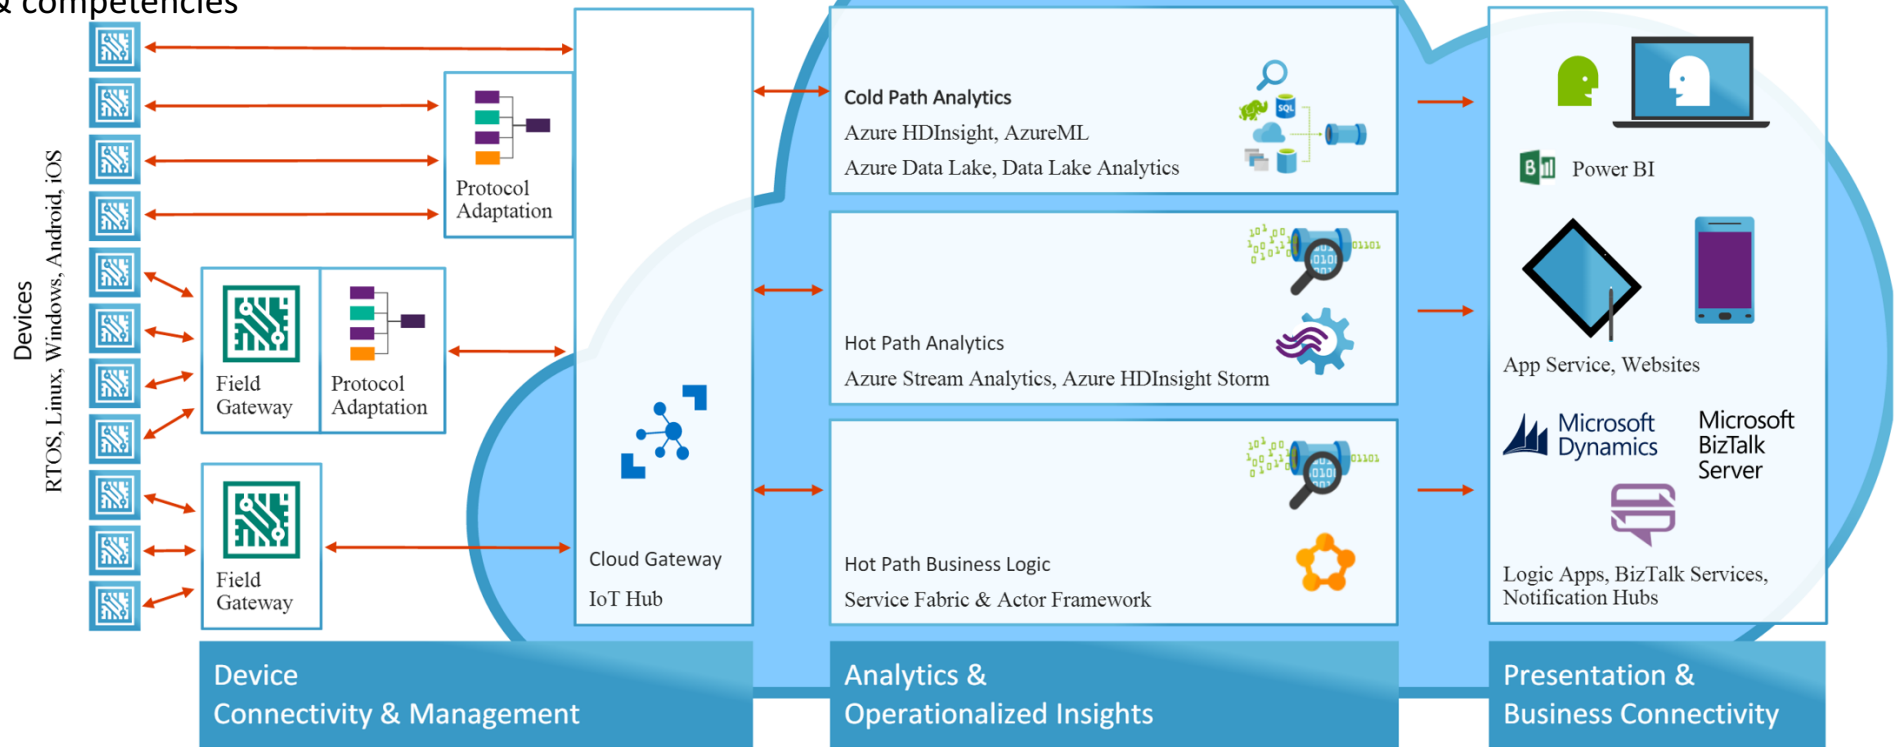 & competencies
Devices
RTOS, Linux, Windows, Android, iOS
Protocol
Adaptation
Field
Gateway
Protocol
Adaptation
Field
Gateway
Cloud Gateway
IoT Hub
Device
Connectivity & Management
Cold Path Analytics
Azure HDInsight, AzureML
Azure Data Lake, Data Lake Analytics
SQL
Hot Path Analytics
Azure Stream Analytics, Azure HDInsight Storm
Hot Path Business Logic
Service Fabric & Actor Framework
Analytics &
Operationalized Insights
Power BI
App Service, Websites
Microsoft
Dynamics
Microsoft
BizTalk
Server
Logic Apps, BizTalk Services,
Notification Hubs
Presentation &
Business Connectivity